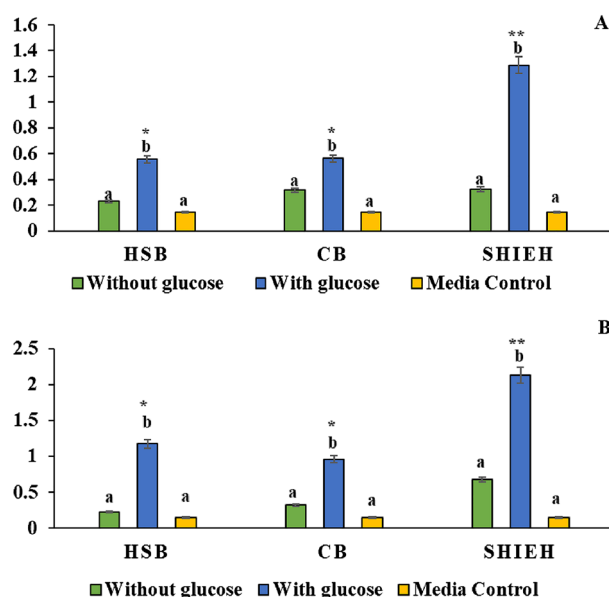 A
1.6
1.4
1.2
1
0.8
0.6
0.4
0.2
0
a
*
b
a
a
*
b
a
a
**
b
a
HSB CB SHIEH
Without glucose With glucose Media Control
B
2.5
2
1.5
1
0.5
0
a
*
b
a
a
*
b
a
a
**
b
a
HSB CB SHIEH
Without glucose With glucose Media Control